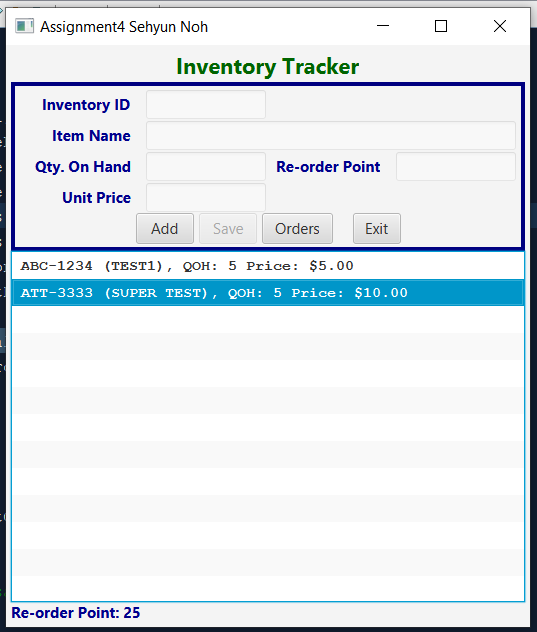 Assignment4 Sehyun Noh
Inventory Tracker
Inventory ID
Item Name
Qty. On Hand Re-order Point
Unit Price
Add Save Orders Exit
ABC-1234 (TEST1), QOH: 5 Price: $5.00
ATT-3333 (SUPER TEST), QOH: 5 Price: $10.00
Re-order Point: 25